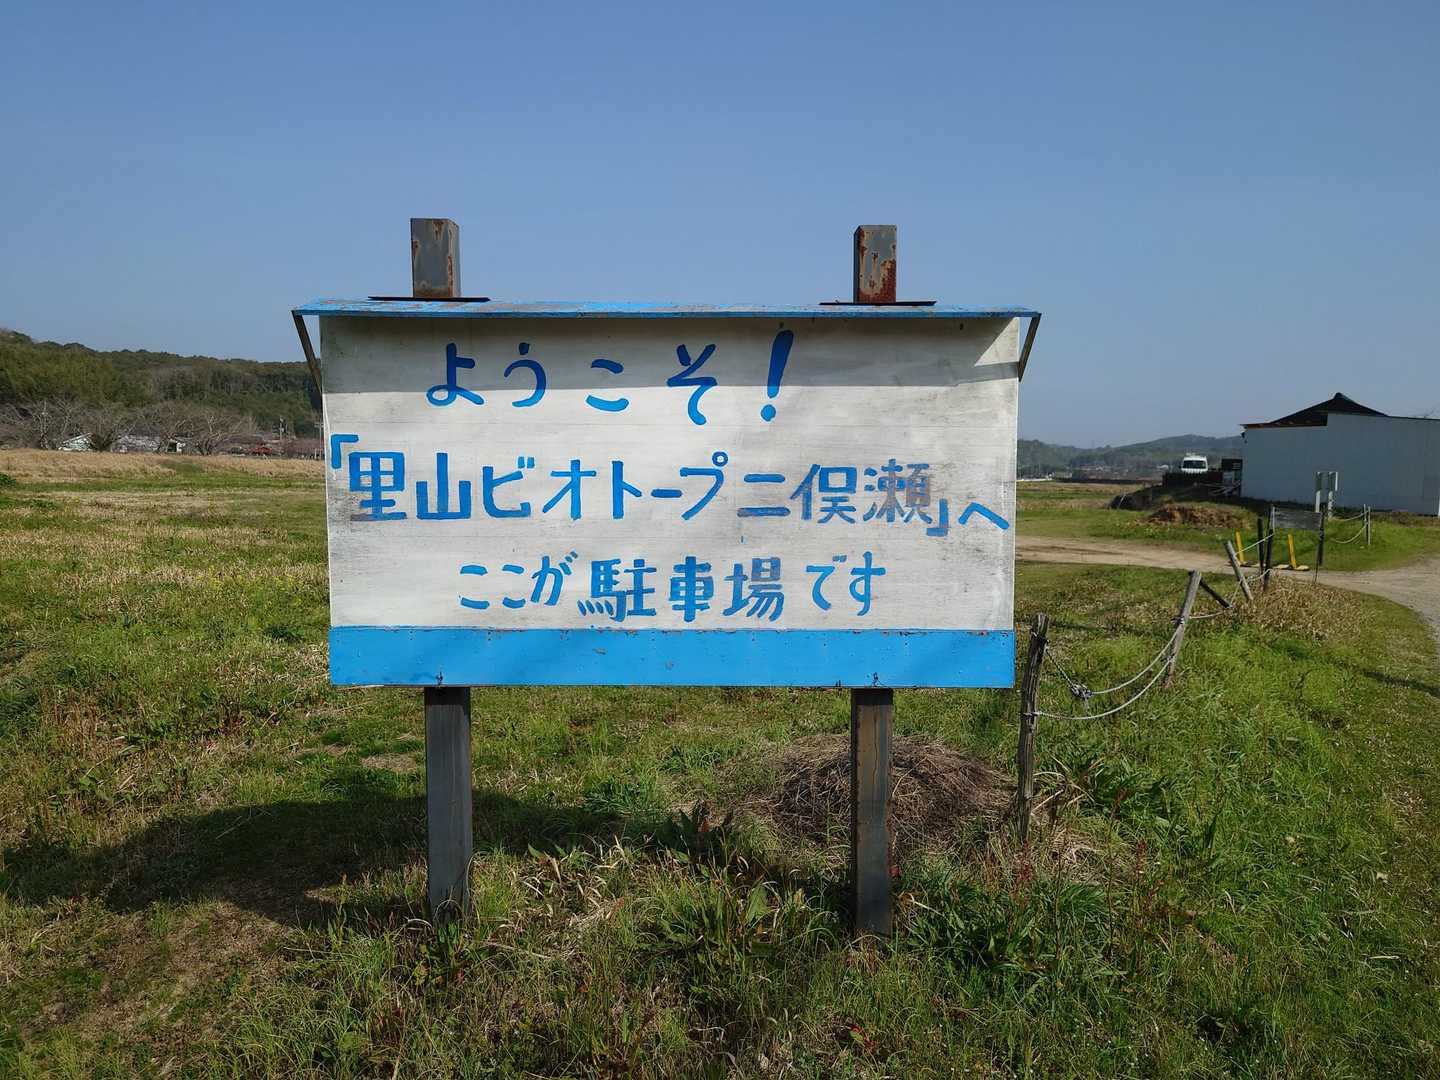 ようこそ!
「里山ビオトープ二俣瀬」へ
ここが駐車場です